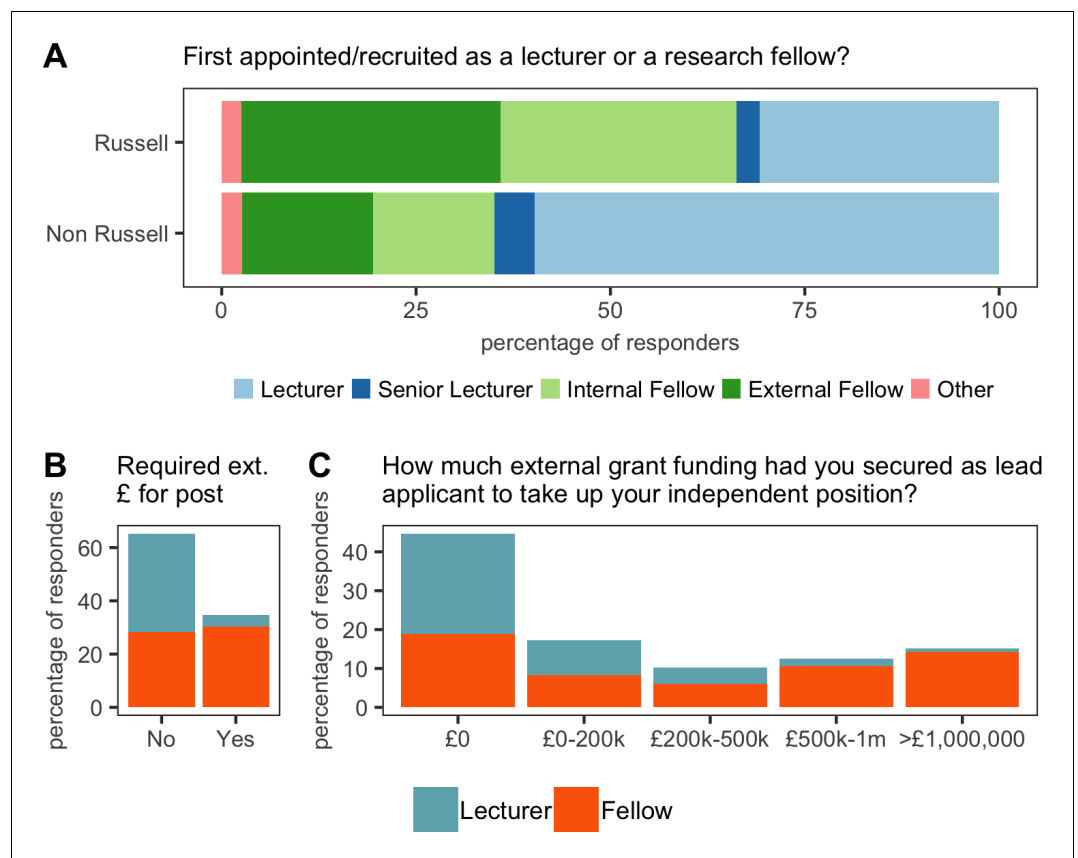 A
First appointed/recruited as a lecturer or a research fellow?
Russell
Non Russell
0 25 50 75 100
percentage of responders
Lecturer Senior Lecturer Internal Fellow External Fellow Other
B
Required ext.
£ for post
percentage of responders
60
40
20
0
No Yes
C
How much external grant funding had you secured as lead
applicant to take up your independent position?
percentage of responders
40
30
20
10
0
£0 £0-200k £200k-500k £500k-1m >£1,000,000
Lecturer Fellow